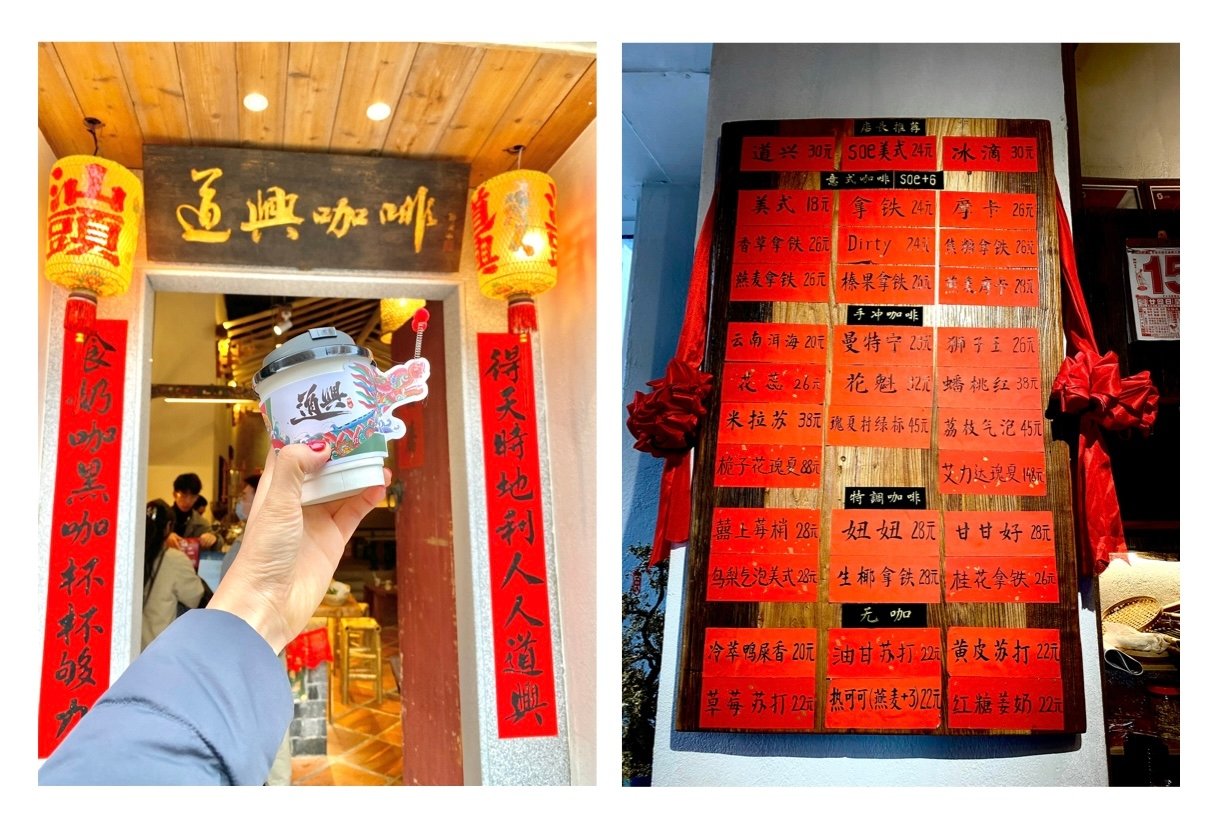 道興咖啡
汕頭
食奶咖黑咖杯杯够
得天時地利人人道興
道興
店長推荐
道兴 30元 SOE美式 24元 冰滴 30元
意式咖啡 SOE+6
美式 18元 拿铁 24元 摩卡 26元
香草拿铁 26元 Dirty 24元 焦糖拿铁 26元
燕麦拿铁 26元 榛果拿铁 26元 燕麦摩卡 28元
手冲咖啡
云南洱海 20元 曼特宁 23元 狮子王 26元
花蕊 26元 花魁 32元 蟠桃红 38元
米拉苏 38元 瑰夏村绿标 45元 荔枝气泡 45元
栀子花瑰夏 88元 艾力达瑰夏 148元
特調咖啡
囍上莓梢 28元 妞妞 28元 甘甘好 28元
鸟梨气泡美式 28元 生椰拿铁 28元 桂花拿铁 26元
无咖
冷萃鸭屎香 20元 油甘苏打 22元 黄皮苏打 22元
草莓苏打 22元 热可可(燕麦+3) 22元 红糖姜奶 22元
15